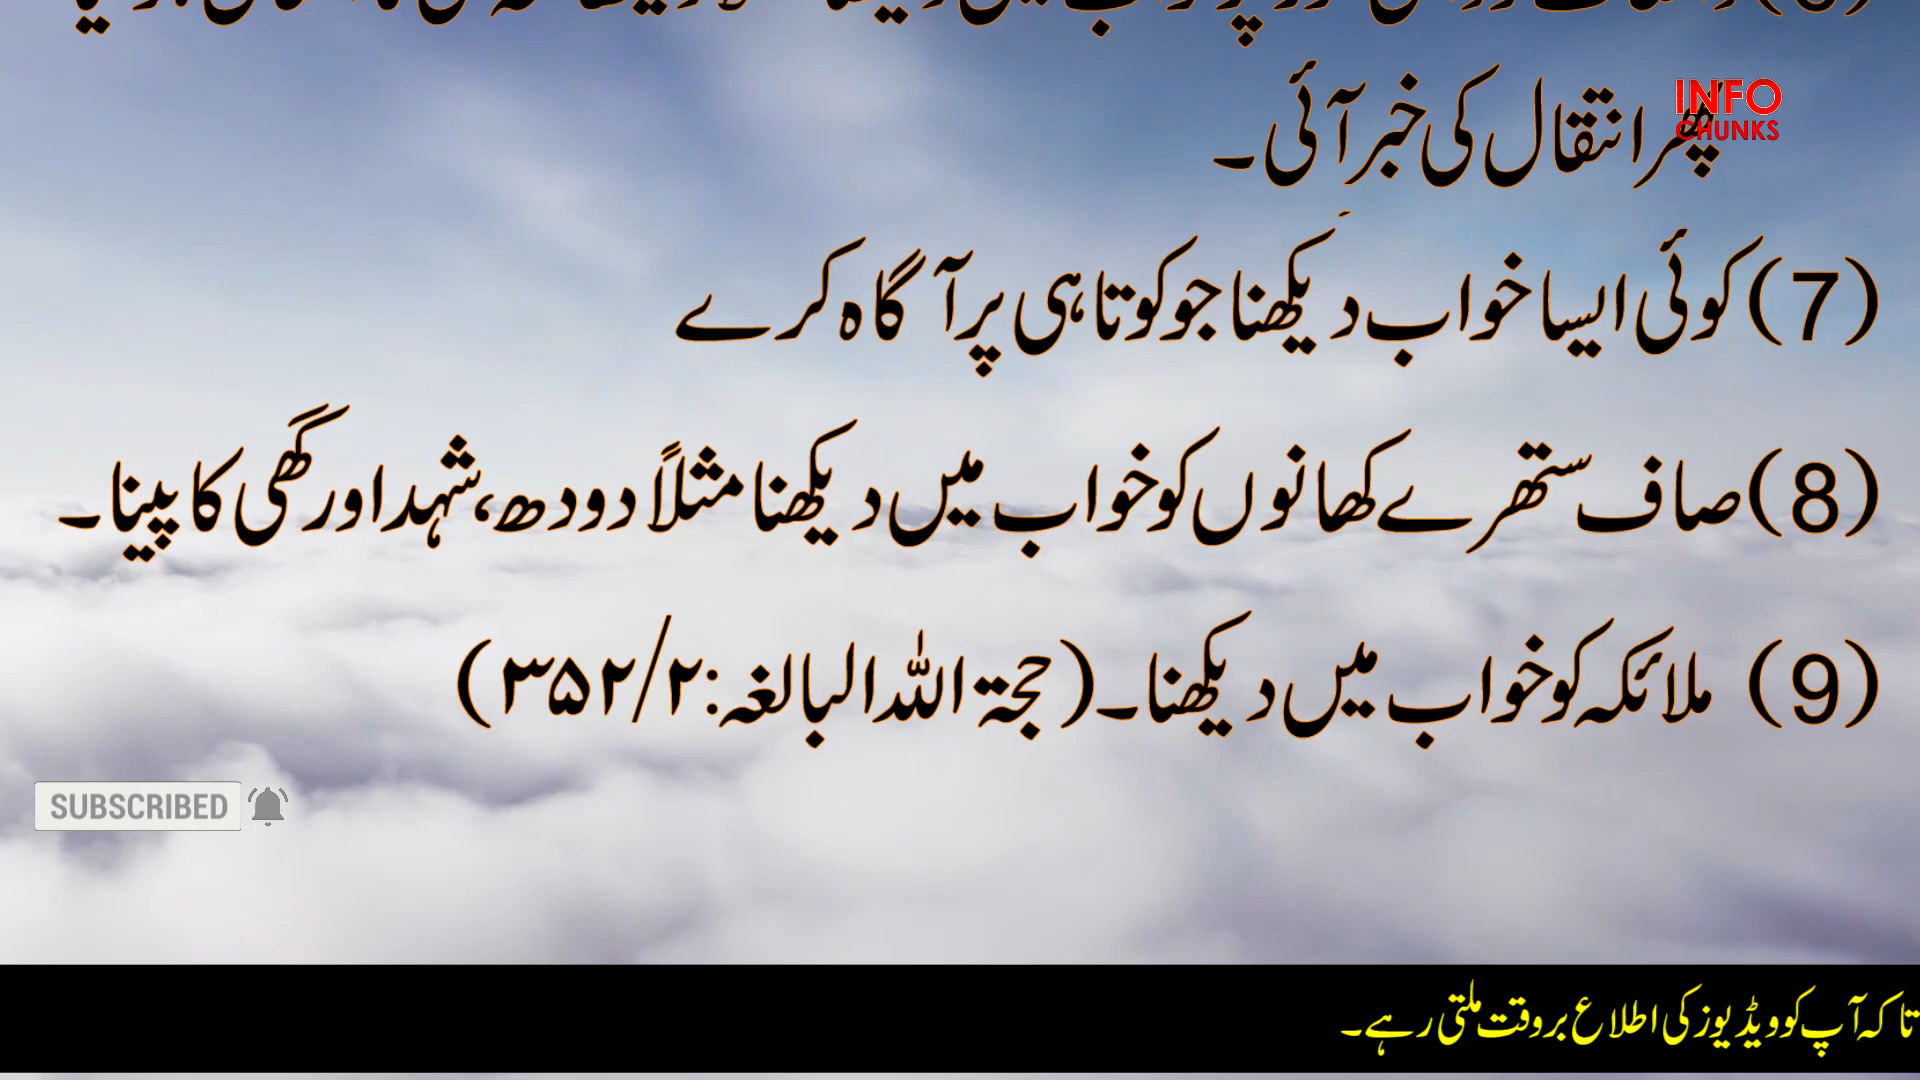 INFO
CHUNKS
پھر انتقال کی خبر آئی۔
(7) کوئی ایسا خواب دیکھنا جو کوتاہی پر آگاہ کرے
(8) صاف ستھرے کھانوں کو خواب میں دیکھنا مثلاً دودھ، شہد اور گھی کا پینا۔
(9) ملائکہ کو خواب میں دیکھنا۔ (حجۃ اللہ البالغہ: ۳۵۲/۲)
SUBSCRIBED
تاکہ آپ کو ویڈیوز کی اطلاع بروقت ملتی رہے۔